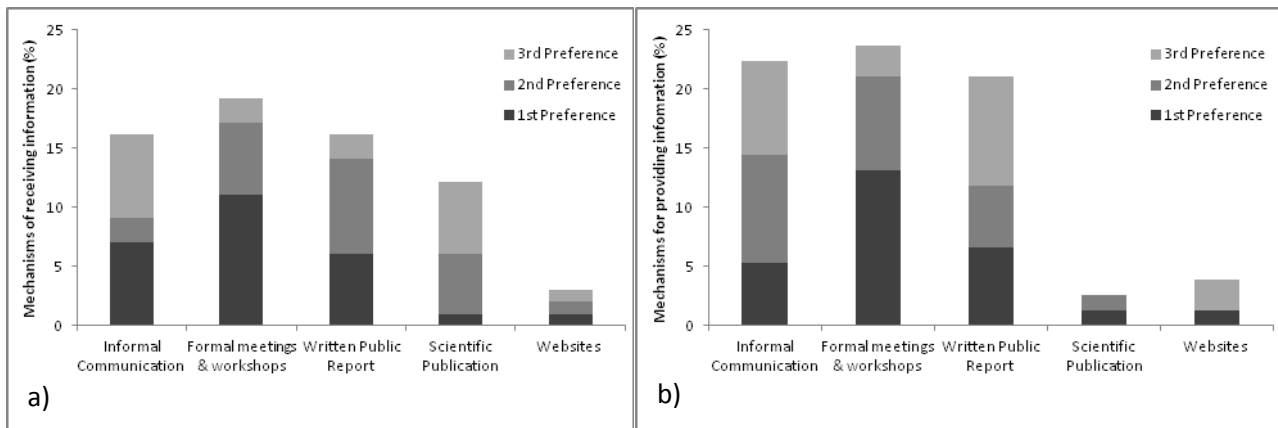 Mechanisms of receiving information (%)
25
20
15
10
5
0
3rd Preference
2nd Preference
1st Preference
Informal Communication
Formal meetings & workshops
Written Public Report
Scientific Publication
Websites
a)
Mechanisms for providing infomration (%)
25
20
15
10
5
0
3rd Preference
2nd Preference
1st Preference
Informal Communication
Formal meetings & workshops
Written Public Report
Scientific Publication
Websites
b)